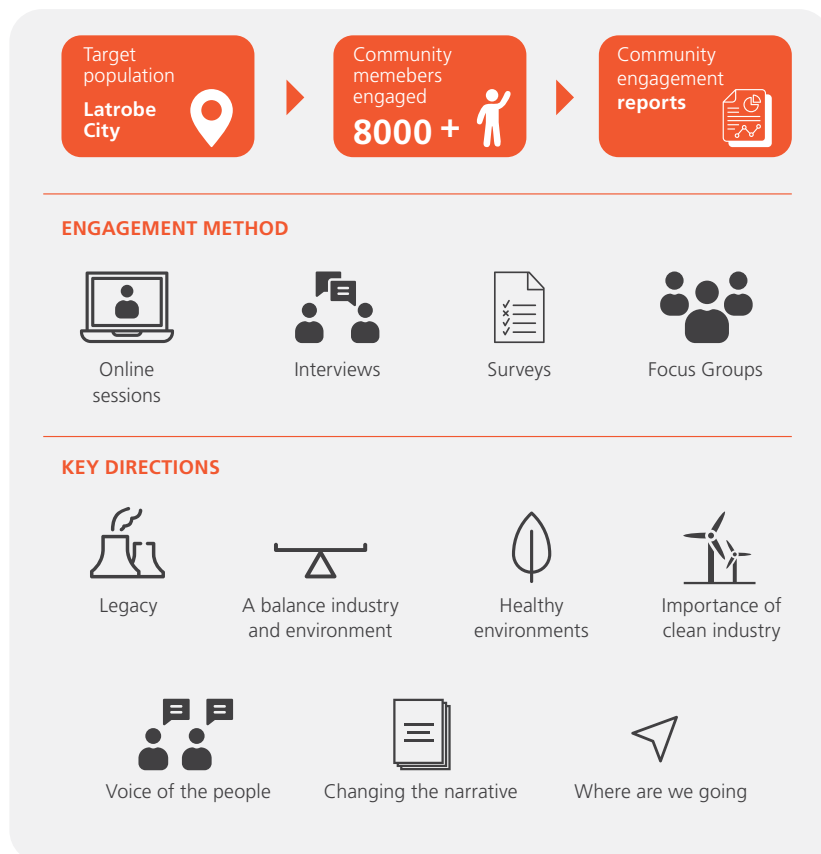 Target
population
Latrobe
City
Community
memebers
engaged
8000 +
Community
engagement
reports
ENGAGEMENT METHOD
Online
sessions
Interviews
Surveys
Focus Groups
KEY DIRECTIONS
Legacy
A balance industry
and environment
Healthy
environments
Importance of
clean industry
Voice of the people
Changing the narrative
Where are we going